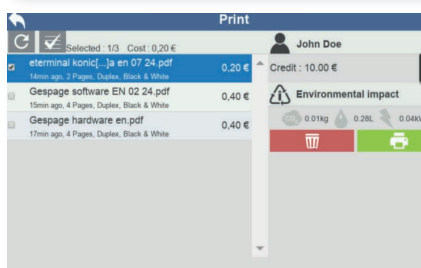 Print
Selected : 1/3 Cost : 0,20 €
eterminal konic[...]a en 07 24.pdf
14min ago, 2 Pages, Duplex, Black & White
0,20 €
Gespage software EN 02 24.pdf
15min ago, 4 Pages, Duplex, Black & White
0,40 €
Gespage hardware en.pdf
17min ago, 4 Pages, Duplex, Black & White
0,40 €
John Doe
Credit : 10.00 €
Environmental impact
CO2 0.01kg 0.28L 0.04k